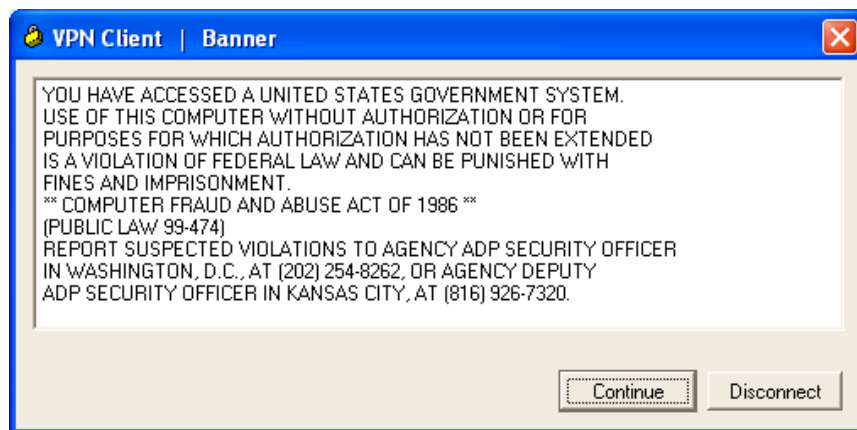 VPN Client | Banner
YOU HAVE ACCESSED A UNITED STATES GOVERNMENT SYSTEM.
USE OF THIS COMPUTER WITHOUT AUTHORIZATION OR FOR
PURPOSES FOR WHICH AUTHORIZATION HAS NOT BEEN EXTENDED
IS A VIOLATION OF FEDERAL LAW AND CAN BE PUNISHED WITH
FINES AND IMPRISONMENT.
** COMPUTER FRAUD AND ABUSE ACT OF 1986 **
(PUBLIC LAW 99-474)
REPORT SUSPECTED VIOLATIONS TO AGENCY ADP SECURITY OFFICER
IN WASHINGTON, D.C., AT (202) 254-8262, OR AGENCY DEPUTY
ADP SECURITY OFFICER IN KANSAS CITY, AT (816) 926-7320.
Continue Disconnect